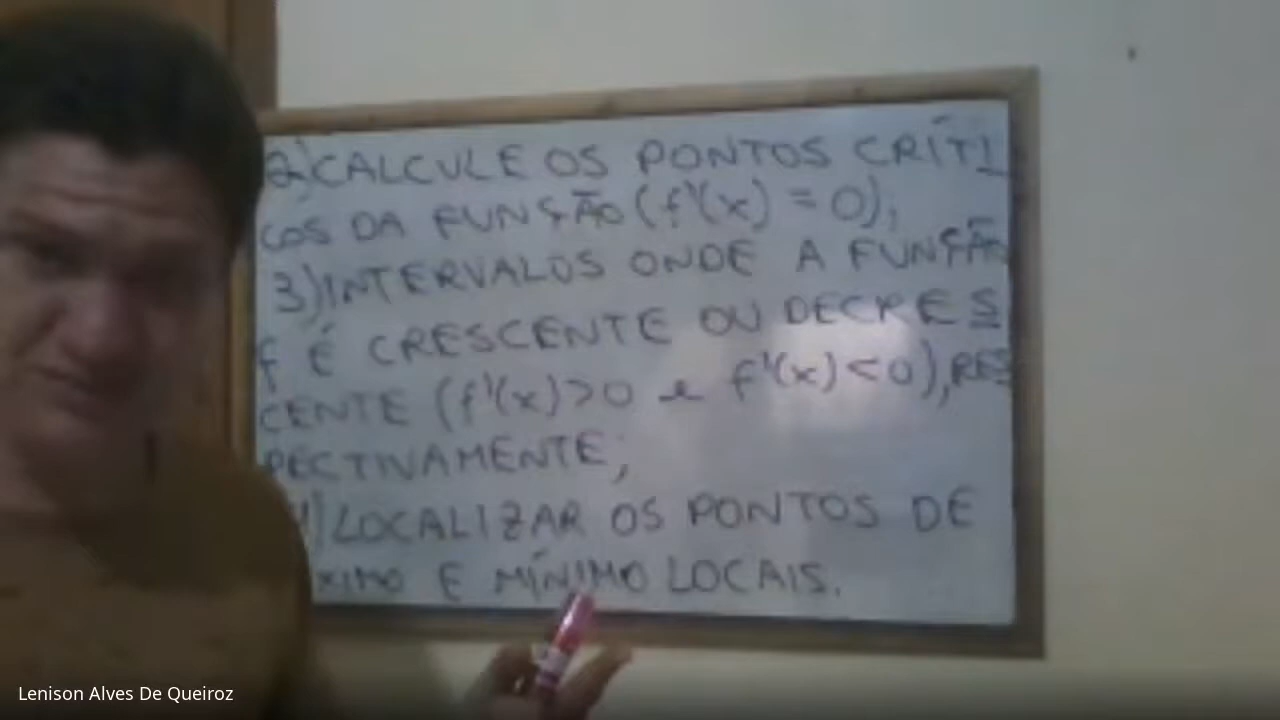 2)CALCULE OS PONTOS CRÍTI
COS DA FUNÇÃO (f'(x) = 0);
3)INTERVALOS ONDE A FUNÇÃO
f É CRESCENTE OU DECRES
CENTE (f'(x)>0 e f'(x)<0), RES
PECTIVAMENTE;
4)LOCALIZAR OS PONTOS DE
XIMO E MÍNIMO LOCAIS.
Lenison Alves De Queiroz